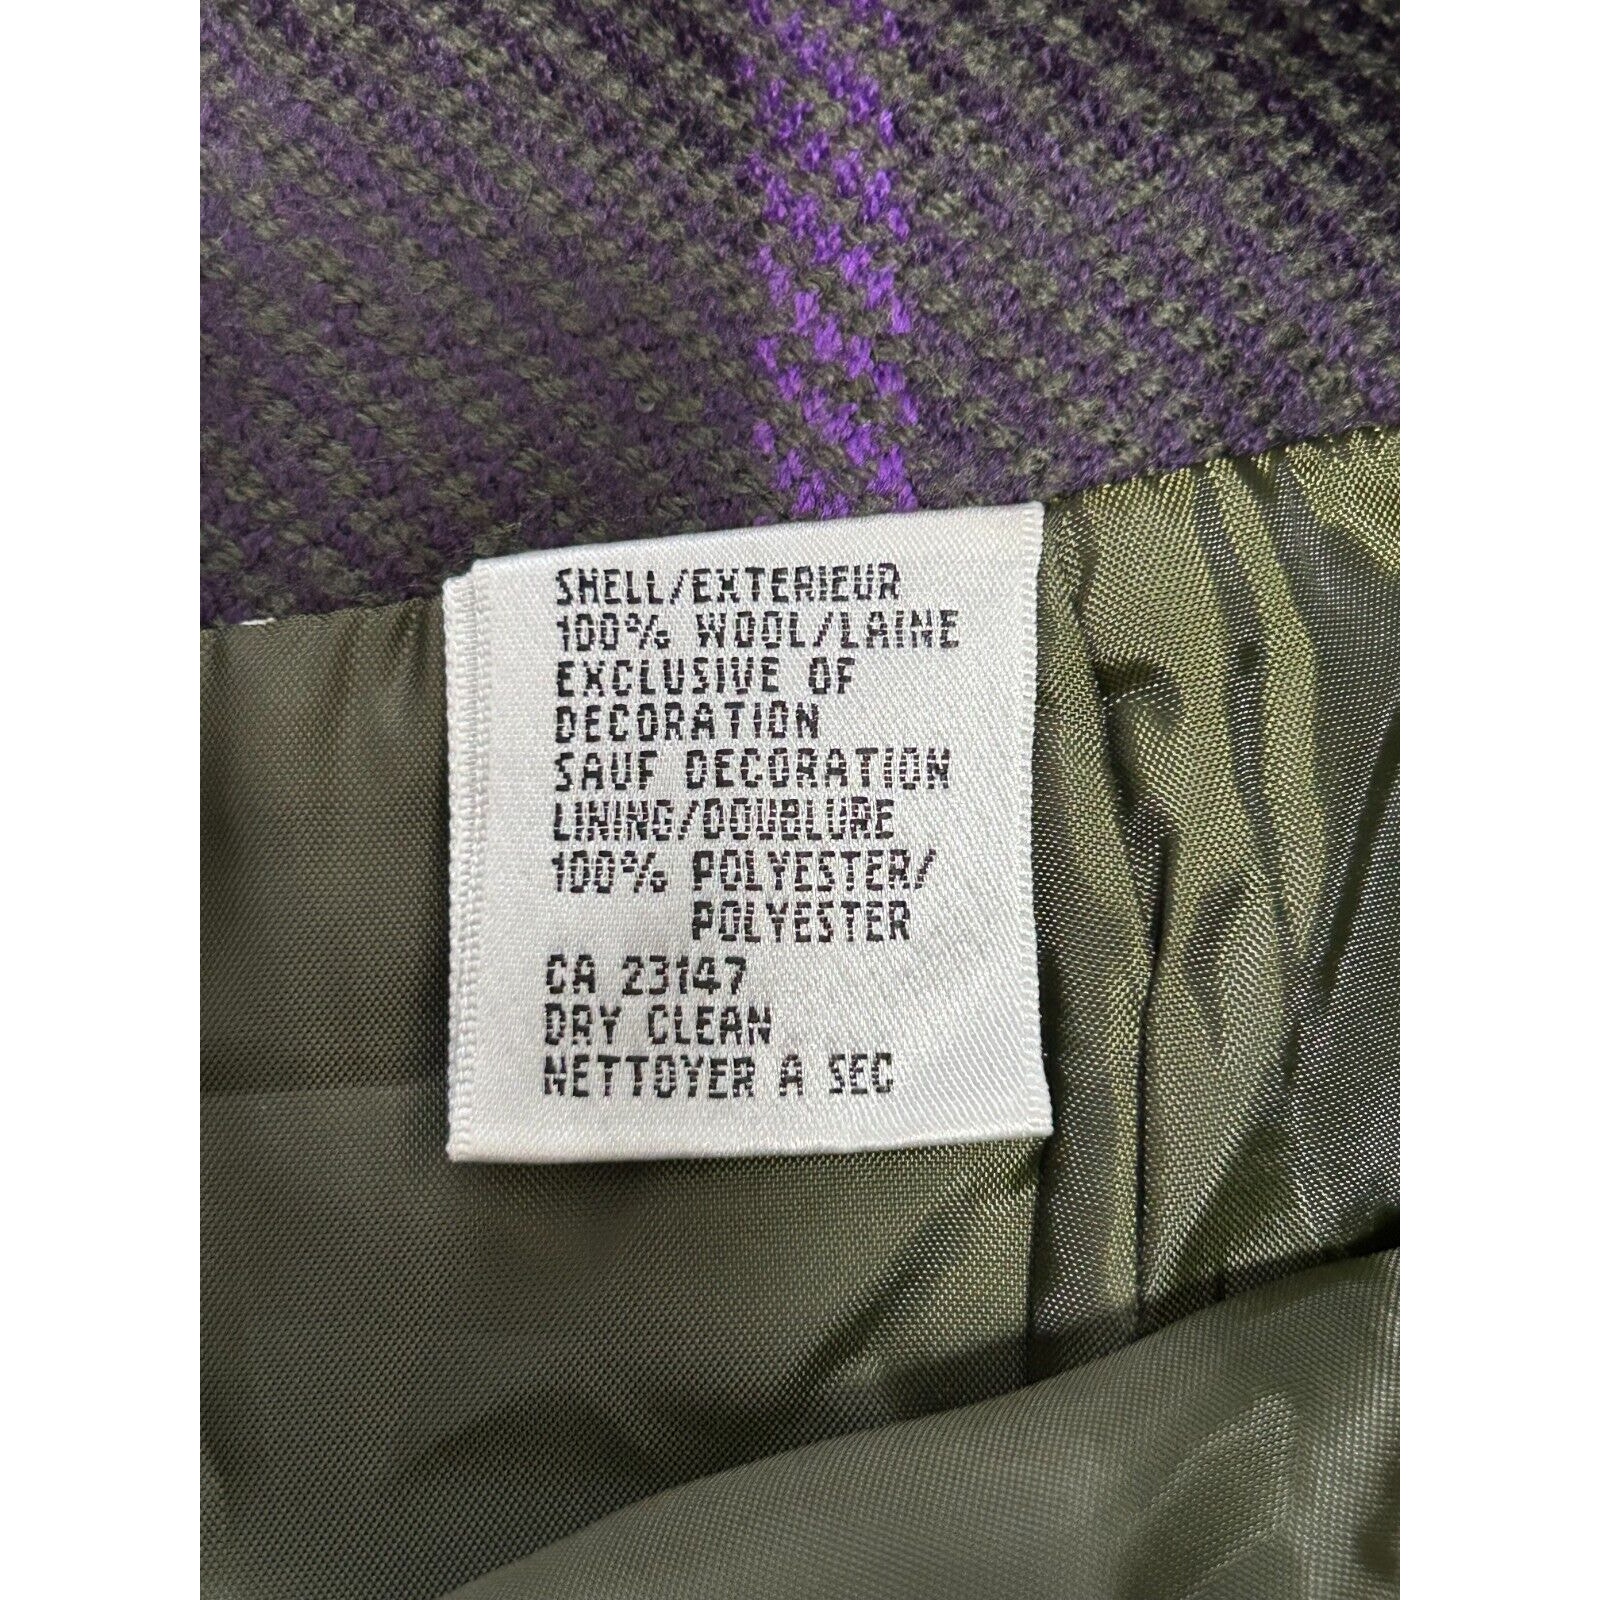 SHELL/EXTERIEUR
100% WOOL/LAINE
EXCLUSIVE OF
DECORATION
SAUF DECORATION
LINING/DOUBLURE
100% POLYESTER/
POLYESTER
CA 23147
DRY CLEAN
NETTOYER A SEC